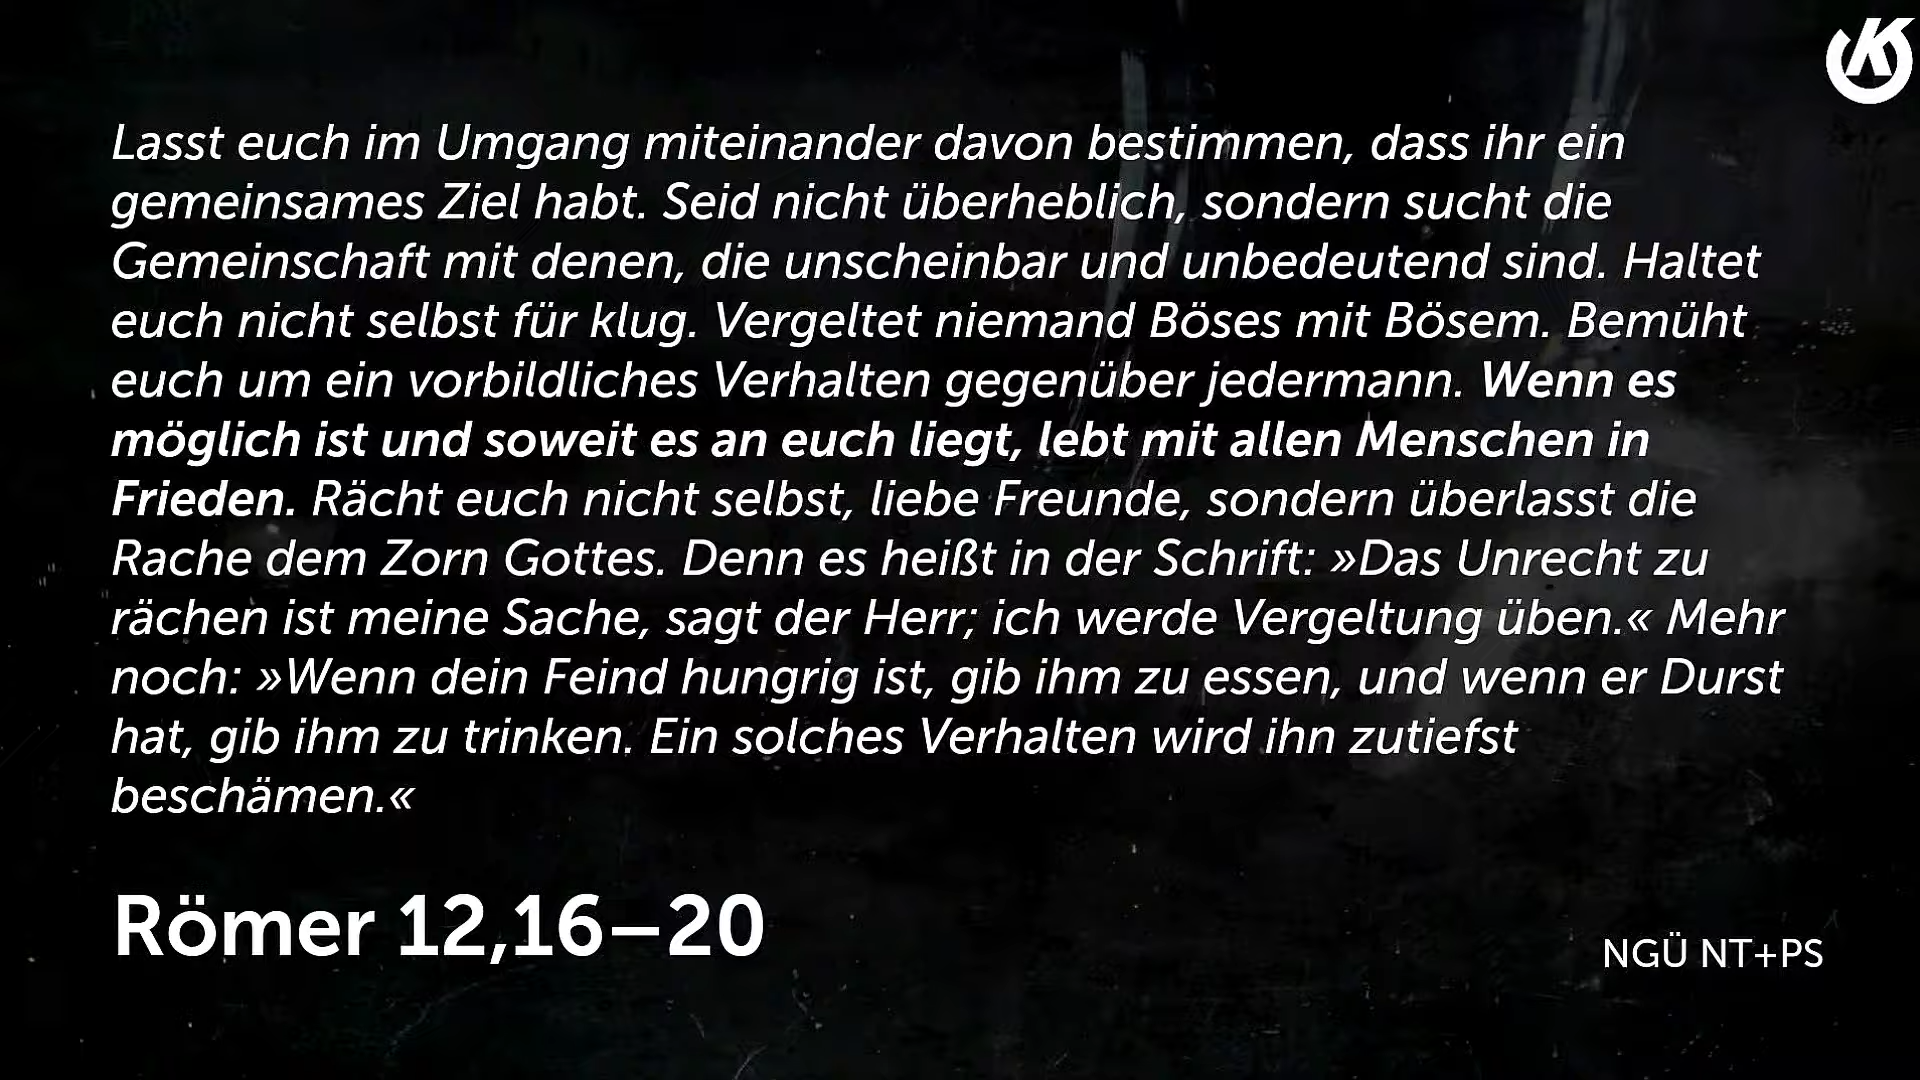 Lasst euch im Umgang miteinander davon bestimmen, dass ihr ein
gemeinsames Ziel habt. Seid nicht überheblich, sondern sucht die
Gemeinschaft mit denen, die unscheinbar und unbedeutend sind. Haltet
euch nicht selbst für klug. Vergeltet niemand Böses mit Bösem. Bemüht
euch um ein vorbildliches Verhalten gegenüber jedermann. Wenn es
möglich ist und soweit es an euch liegt, lebt mit allen Menschen in
Frieden. Rächt euch nicht selbst, liebe Freunde, sondern überlasst die
Rache dem Zorn Gottes. Denn es heißt in der Schrift: »Das Unrecht zu
rächen ist meine Sache, sagt der Herr; ich werde Vergeltung üben.« Mehr
noch: »Wenn dein Feind hungrig ist, gib ihm zu essen, und wenn er Durst
hat, gib ihm zu trinken. Ein solches Verhalten wird ihn zutiefst
beschämen.«
Römer 12,16–20
NGÜ NT+PS
K